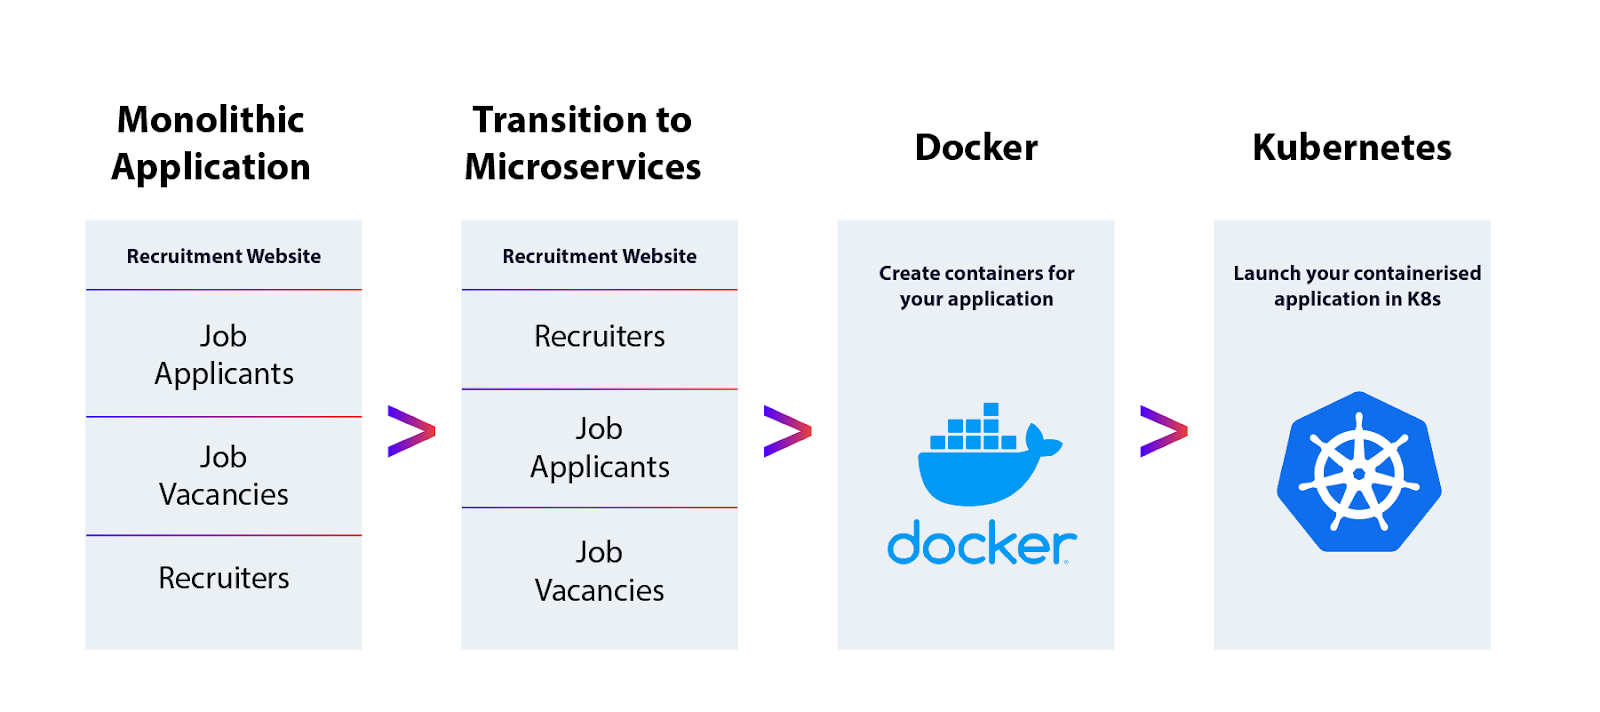 Monolithic
Application
Recruitment Website
Job
Applicants
Job
Vacancies
Recruiters
>
Transition to
Microservices
Recruitment Website
Recruiters
Job
Applicants
Job
Vacancies
>
Docker
Create containers for
your application
docker
>
Kubernetes
Launch your containerised
application in K8s